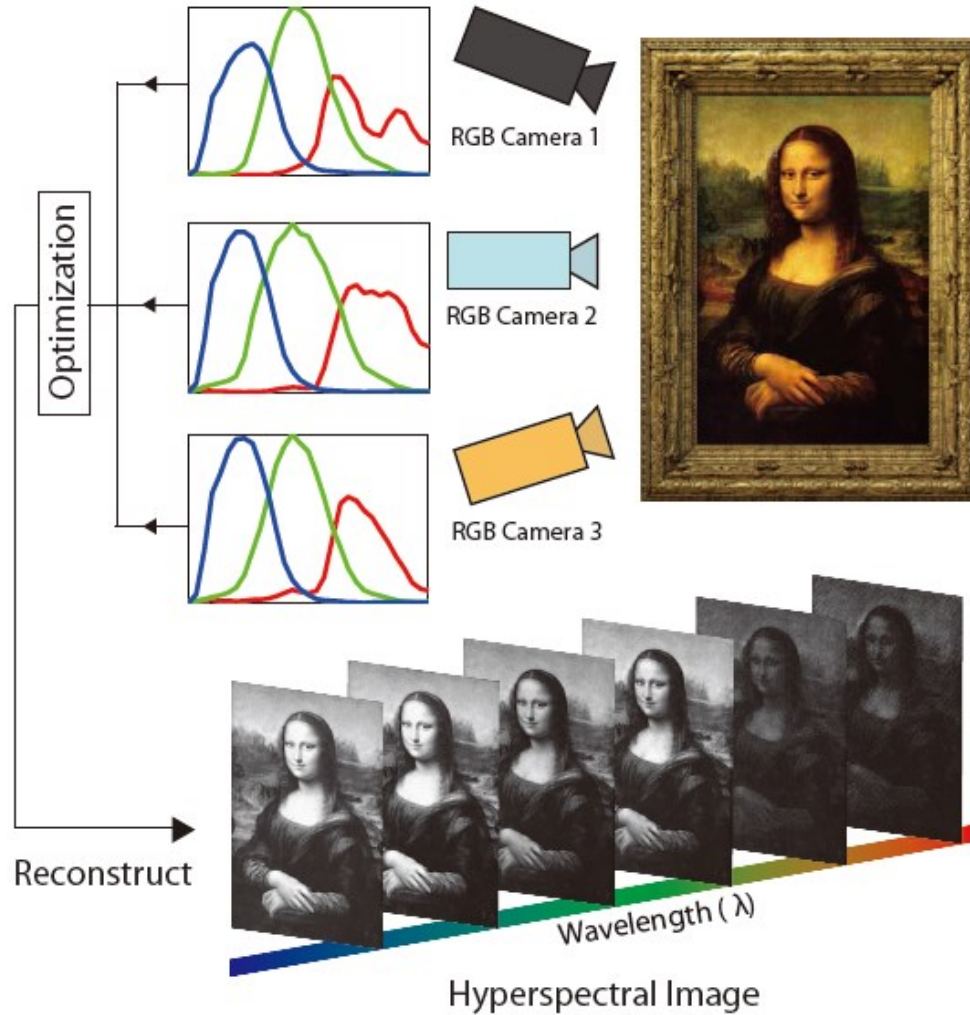 RGB Camera 1
Optimization
RGB Camera 2
RGB Camera 3
Reconstruct
Wavelength ( λ)
Hyperspectral Image